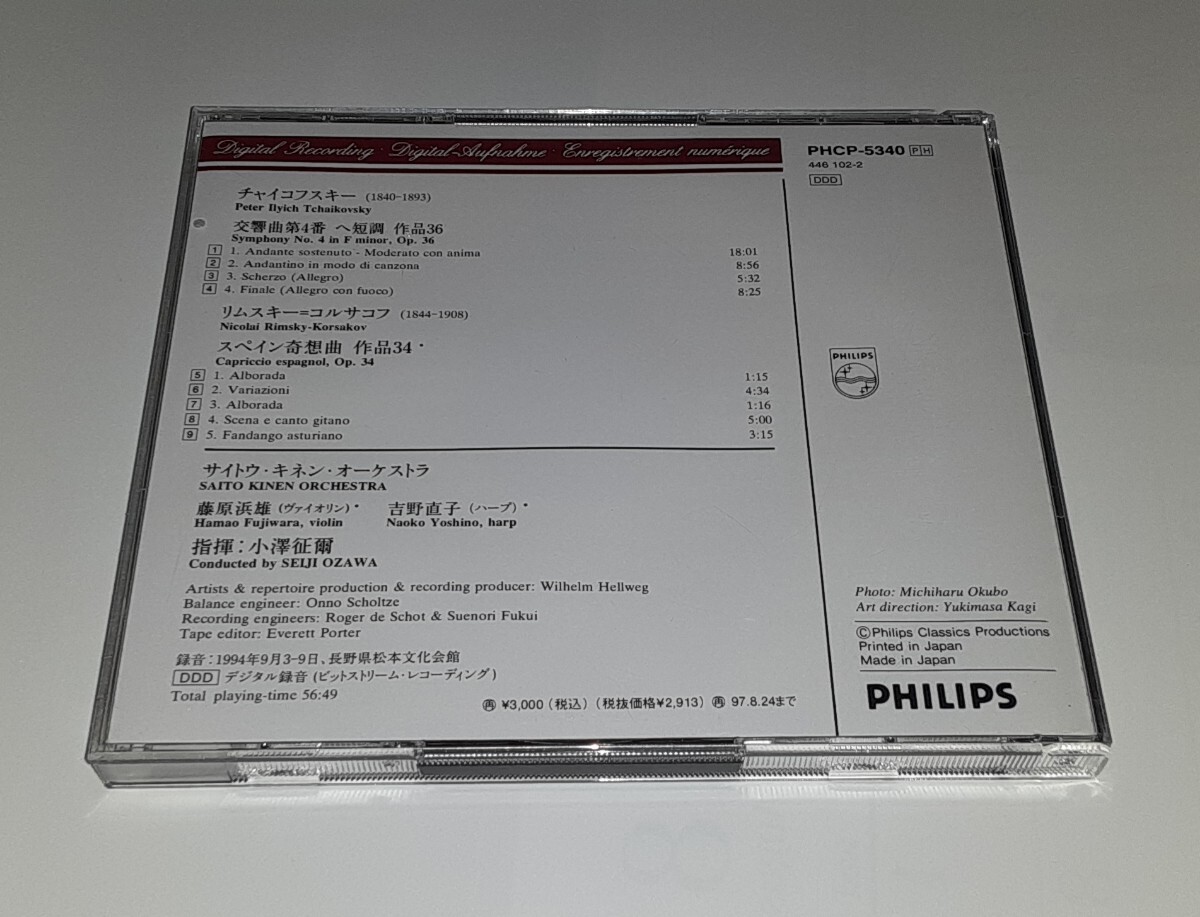 Digital Recording · Digital-Aufnahme · Enregistrement numérique
PHCP-5340 PH
446 102-2
DDD
チャイコフスキー (1840-1893)
Peter Ilyich Tchaikovsky
交響曲第4番 ヘ短調 作品36
Symphony No. 4 in F minor, Op. 36
1 1. Andante sostenuto - Moderato con anima 18:01
2 2. Andantino in modo di canzona 8:56
3 3. Scherzo (Allegro) 5:32
4 4. Finale (Allegro con fuoco) 8:25
リムスキー=コルサコフ (1844-1908)
Nicolai Rimsky-Korsakov
スペイン奇想曲 作品34 *
Capriccio espagnol, Op. 34
5 1. Alborada 1:15
6 2. Variazioni 4:34
7 3. Alborada 1:16
8 4. Scena e canto gitano 5:00
9 5. Fandango asturiano 3:15
サイトウ・キネン・オーケストラ
SAITO KINEN ORCHESTRA
藤原浜雄 (ヴァイオリン) * 吉野直子 (ハープ) *
Hamao Fujiwara, violin Naoko Yoshino, harp
指揮：小澤征爾
Conducted by SEIJI OZAWA
Artists & repertoire production & recording producer: Wilhelm Hellweg
Balance engineer: Onno Scholtze
Recording engineers: Roger de Schot & Suenori Fukui
Tape editor: Everett Porter
録音：1994年9月3-9日、長野県松本文化会館
DDD デジタル録音 (ビットストリーム・レコーディング)
Total playing-time 56:49
㊣ ¥3,000 (税込) (税抜価格¥2,913) ㊣ 97.8.24まで
PHILIPS
Photo: Michiharu Okubo
Art direction: Yukimasa Kagi
©Philips Classics Productions
Printed in Japan
Made in Japan
PHILIPS